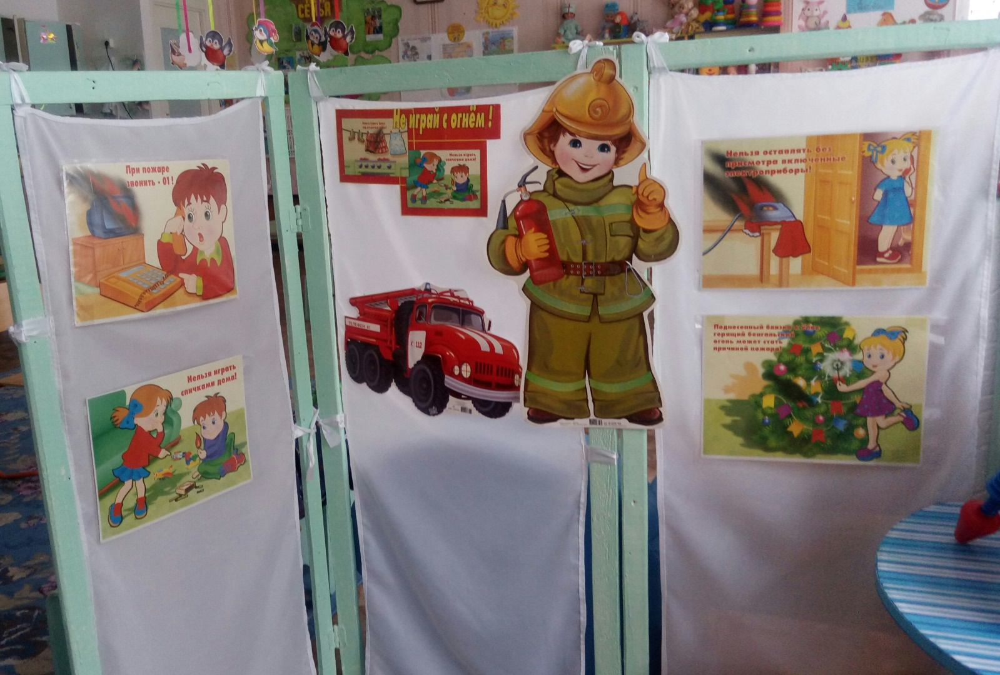 СЕМЬЯ
При пожаре
звонить - 01!
Нельзя играть
спичками дома!
Не играй с огнём!
Нельзя играть
спичками дома!
ТЕЛЕФОН 01
112
Нельзя оставлять без
присмотра включенные
электроприборы!
Поднесенный близко к ёлке
горящий бенгальский
огонь может стать
причиной пожара!